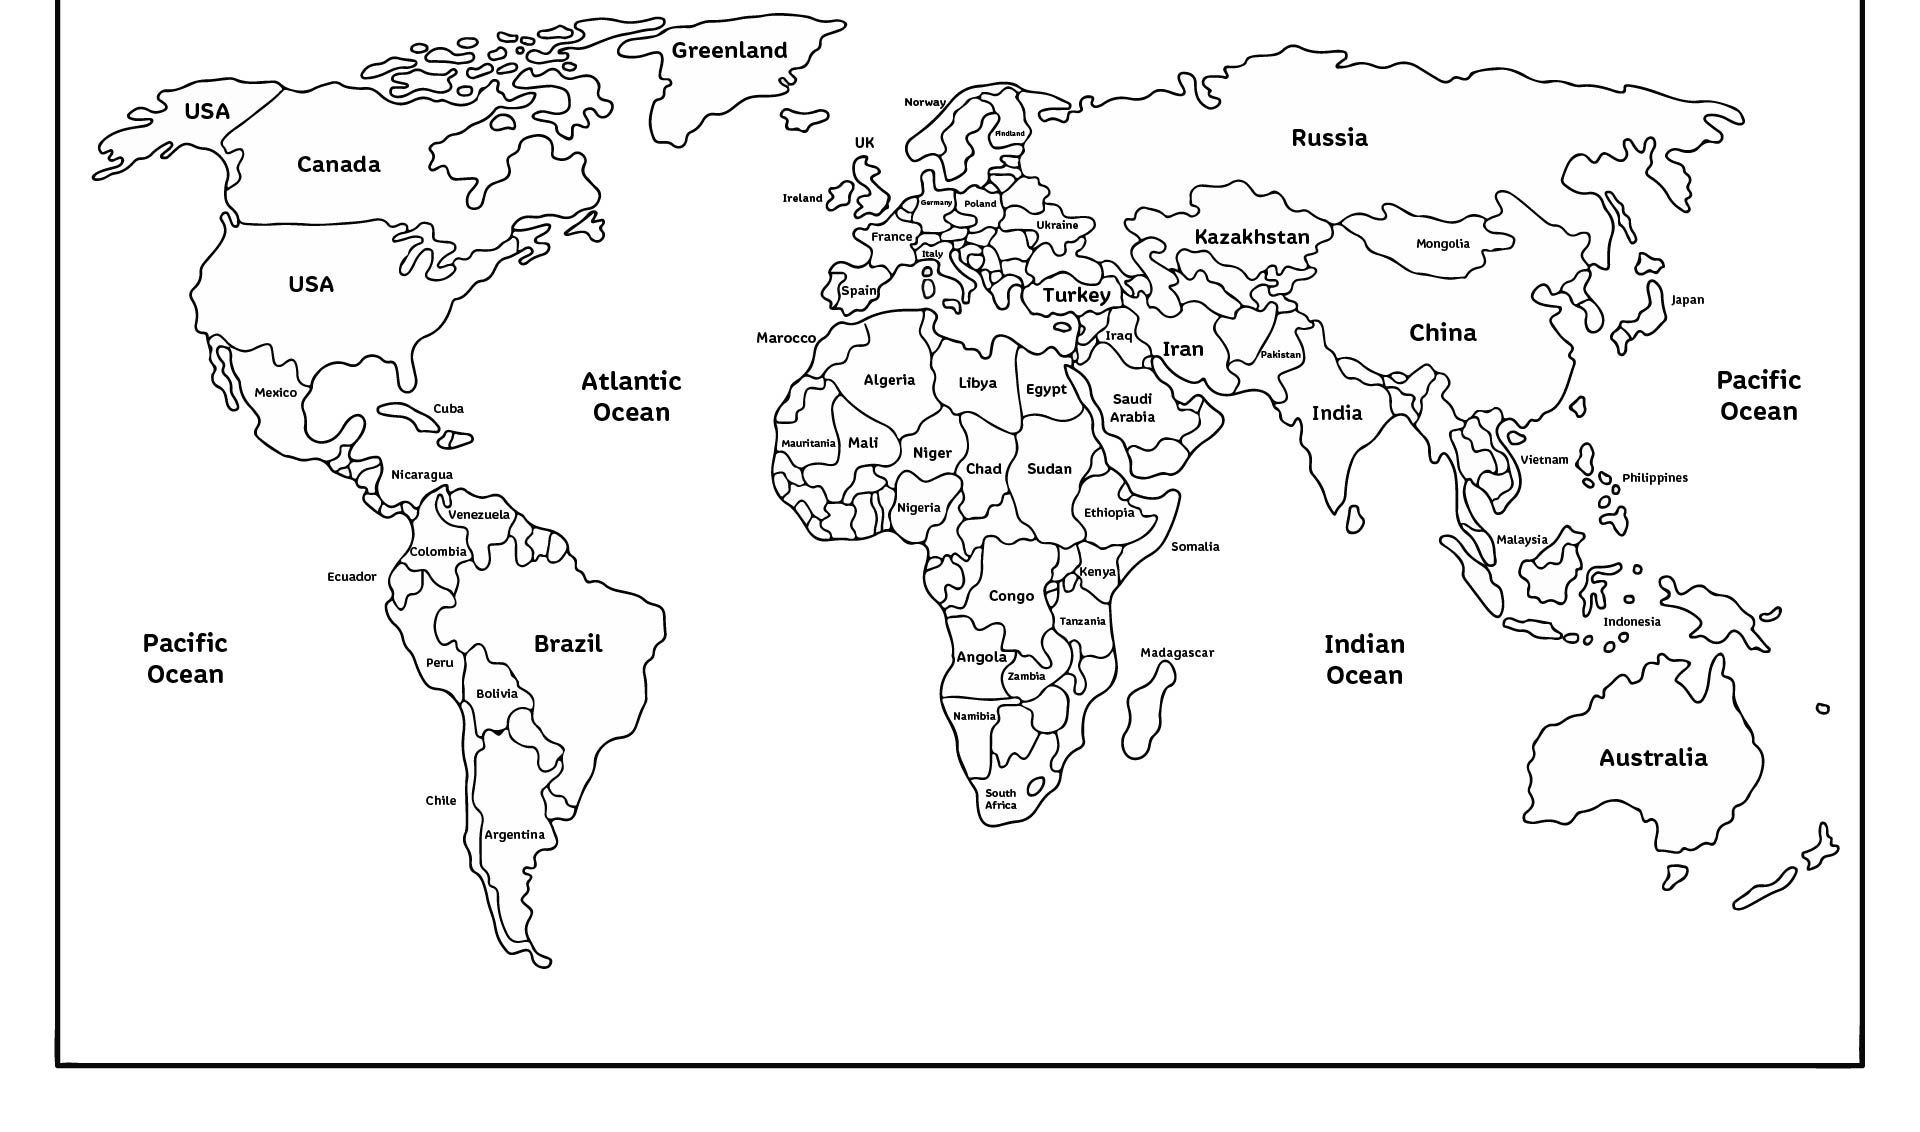 Greenland
USA
Canada
Norway
Findland
Russia
UK
Ireland
Germany
Poland
Ukraine
France
Italy
Kazakhstan
Mongolia
USA
Spain
Turkey
Japan
Marocco
Iraq
Iran
Pakistan
China
Mexico
Cuba
Atlantic
Ocean
Algeria
Libya
Egypt
Saudi
Arabia
India
Pacific
Ocean
Nicaragua
Mauritania
Mali
Niger
Chad
Sudan
Vietnam
Philippines
Venezuela
Nigeria
Ethiopia
Colombia
Somalia
Malaysia
Ecuador
Kenya
Congo
Tanzania
Indonesia
Pacific
Ocean
Brazil
Peru
Angola
Zambia
Madagascar
Indian
Ocean
Bolivia
Namibia
Australia
Chile
South
Africa
Argentina